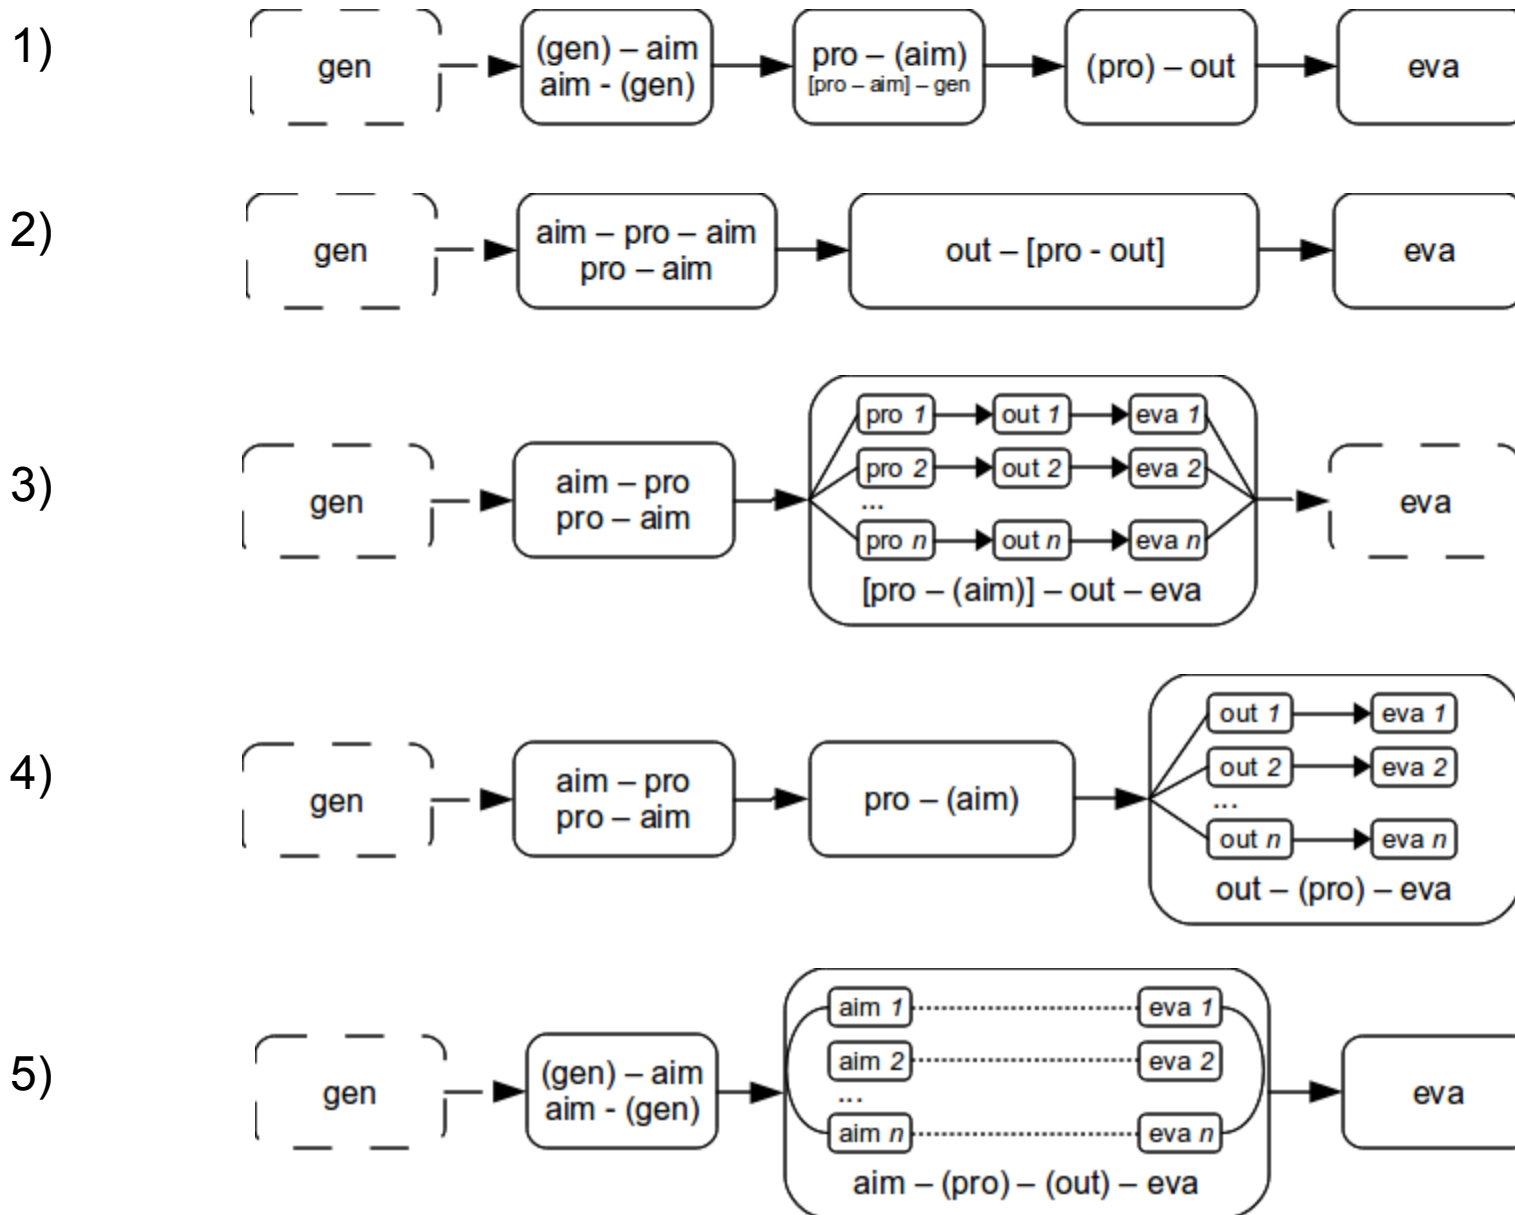 1)
gen
(gen) – aim
aim - (gen)
pro – (aim)
[pro – aim] – gen
(pro) – out
eva
2)
gen
aim – pro – aim
pro – aim
out – [pro - out]
eva
3)
gen
aim – pro
pro – aim
pro 1 out 1 eva 1
pro 2 out 2 eva 2
...
pro n out n eva n
[pro – (aim)] – out – eva
eva
4)
gen
aim – pro
pro – aim
pro – (aim)
out 1 eva 1
out 2 eva 2
...
out n eva n
out – (pro) – eva
5)
gen
(gen) – aim
aim - (gen)
aim 1 eva 1
aim 2 eva 2
...
aim n eva n
aim – (pro) – (out) – eva
eva